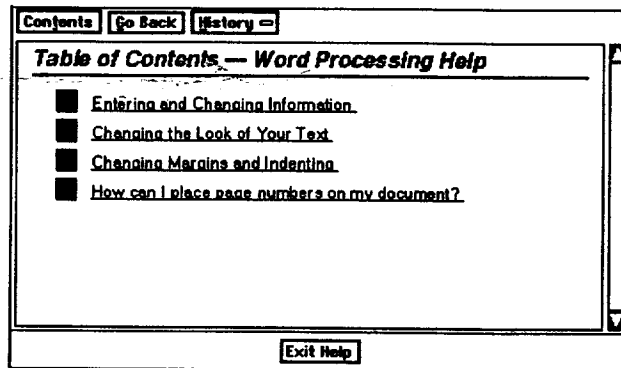 Contents Go Back History
Table of Contents — Word Processing Help
Entering and Changing Information
Changing the Look of Your Text
Changing Margins and Indenting
How can I place page numbers on my document?
Exit Help